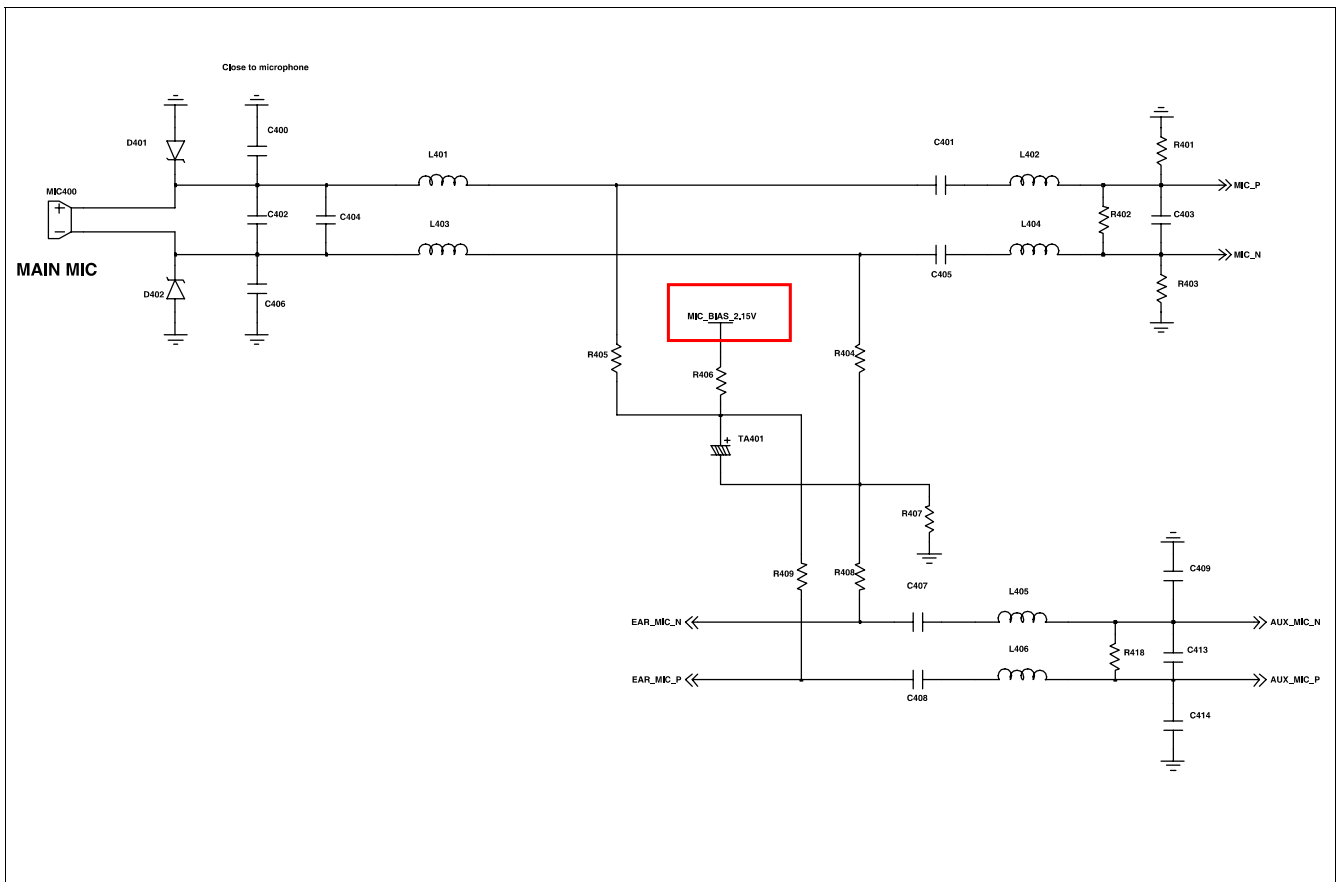 Close to microphone
C400
D401
C401
R401
L401
L402
MIC400
+
MIC_P
C402
C404
R402
C403
L403
L404
−
MIC_N
MAIN MIC
C405
R403
D402
C406
MIC_BIAS_2.15V
R405
R404
R406
+
TA401
R407
R409
R408
C407
C409
L405
EAR_MIC_N
AUX_MIC_N
L406
R418
C413
EAR_MIC_P
AUX_MIC_P
C408
C414